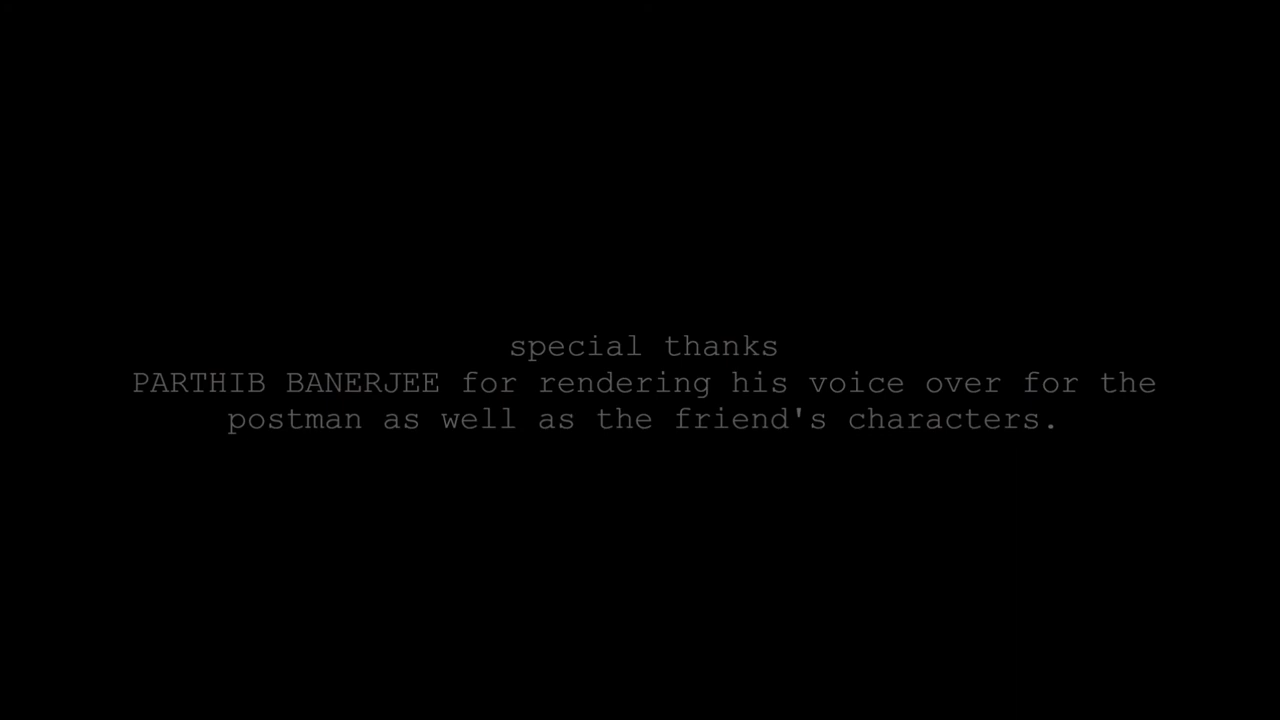 special thanks
PARTHIB BANERJEE for rendering his voice over for the
postman as well as the friend's characters.